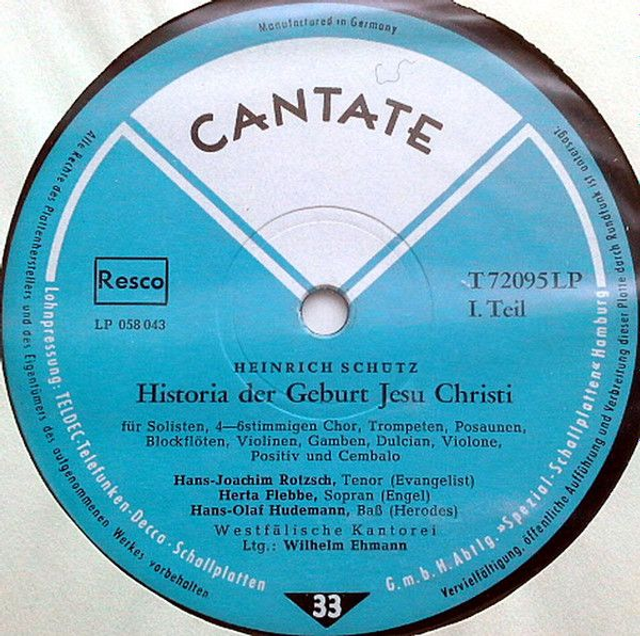 Manufactured in Germany
CANTATE
Resco
LP 058 043
T 72095 LP
I. Teil
HEINRICH SCHÜTZ
Historia der Geburt Jesu Christi
für Solisten, 4—6stimmigen Chor, Trompeten, Posaunen,
Blockflöten, Violinen, Gamben, Dulcian, Violone,
Positiv und Cembalo
Hans-Joachim Rotzsch, Tenor (Evangelist)
Herta Flebbe, Sopran (Engel)
Hans-Olaf Hudemann, Baß (Herodes)
Westfälische Kantorei
Ltg.: Wilhelm Ehmann
33
Alle Rechte des Plattenherstellers und des Eigentümers des aufgenommenen Werkes vorbehalten
Lohnpressung: TELDEC-Telefunken-Decca-Schallplatten
G.m.b.H. Abtlg. »Spezial-Schallplatten« Hamburg
Vervielfältigung, öffentliche Aufführung und Verbreitung dieser Platte durch Rundfunk ist untersagt.